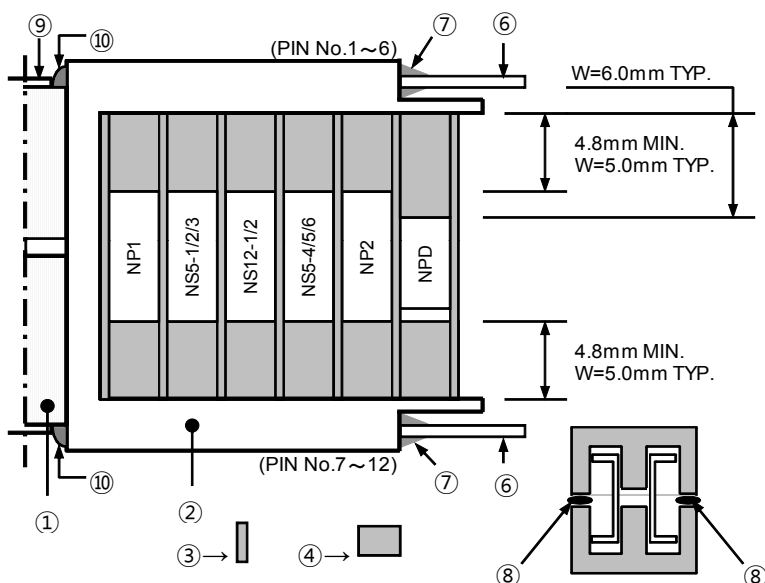 ⑨ ⑩ (PIN No.1～6) ⑦ ⑥
W=6.0mm TYP.
4.8mm MIN.
W=5.0mm TYP.
NP1
NS5-1/2/3
NS12-1/2
NS5-4/5/6
NP2
NPD
4.8mm MIN.
W=5.0mm TYP.
(PIN No.7～12)
⑩ ⑦ ⑥
① ②
③→ ④→
⑧ ⑧